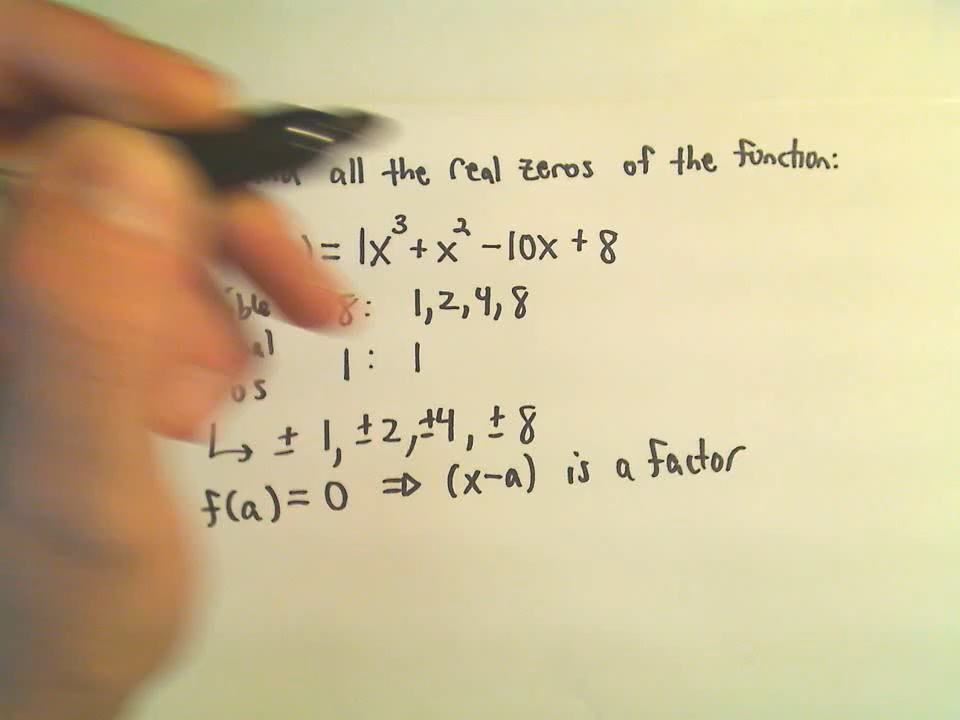 all the real zeros of the function:
) = 1x³ + x² - 10x + 8
8: 1, 2, 4, 8
1: 1
↳ ± 1, ± 2, ± 4, ± 8
f(a) = 0 ⇒ (x-a) is a factor